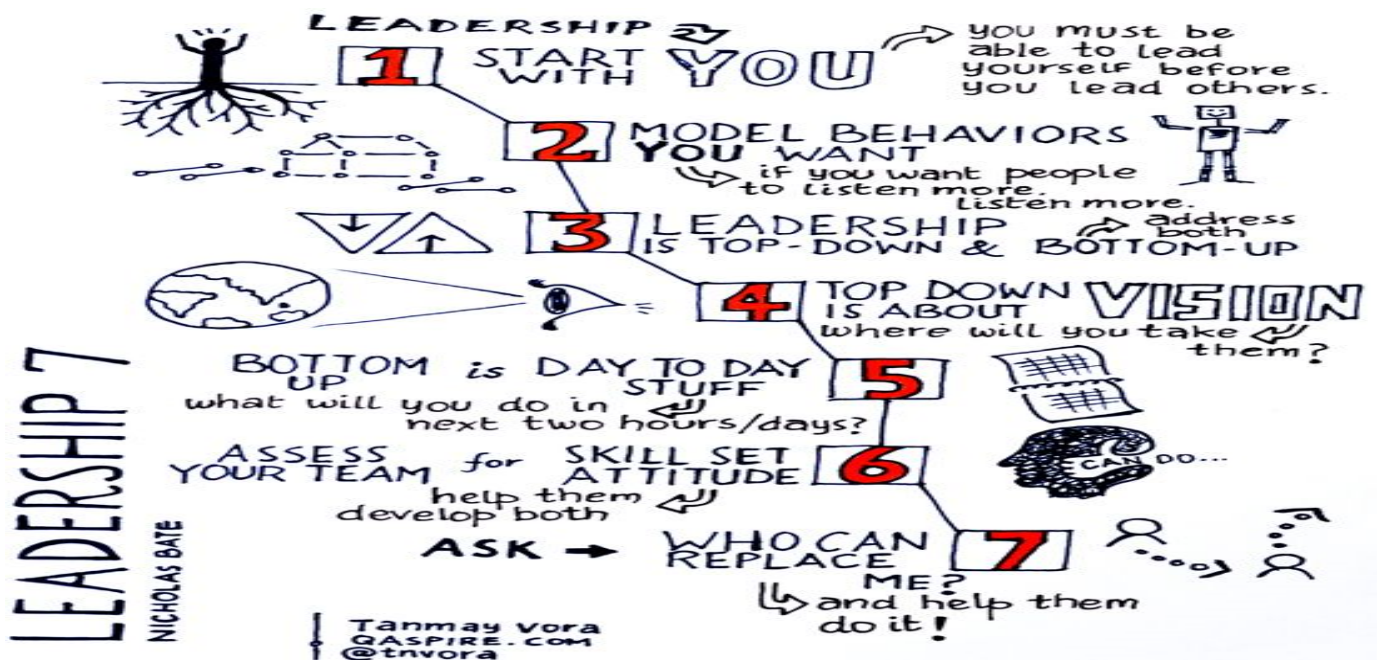 LEADERSHIP
1 START WITH YOU
you must be
able to lead
yourself before
you lead others.
2 MODEL BEHAVIORS
YOU WANT
if you want people
to listen more.
listen more.
3 LEADERSHIP
IS TOP-DOWN & BOTTOM-UP
address
both
4 TOP DOWN
IS ABOUT VISION
where will you take
them?
5 BOTTOM UP is DAY TO DAY
STUFF
what will you do in
next two hours/days?
6 ASSESS
YOUR TEAM for SKILL SET
ATTITUDE
help them
develop both
CAN DO...
7 ASK WHO CAN
REPLACE
ME?
and help them
do it!
LEADERSHIP 7
NICHOLAS BATE
Tanmay Vora
QASPIRE.COM
@tnvora